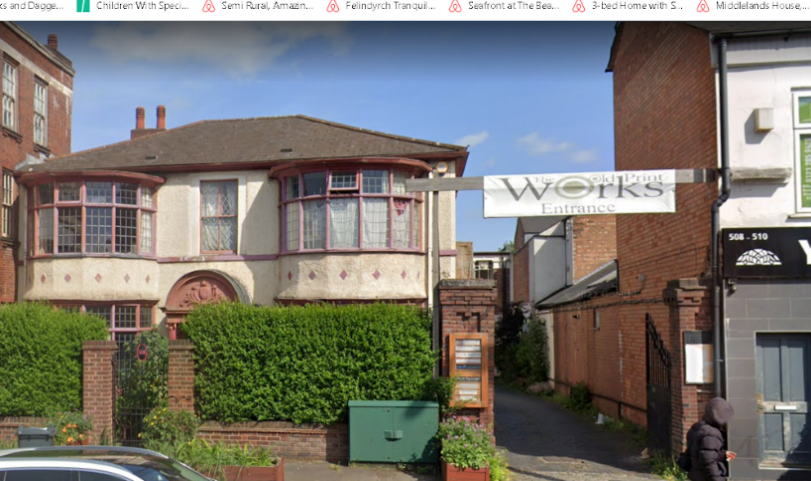 ks and Dagge...
Children With Speci...
Semi Rural, Amazin...
Felindyrch Tranquil...
Seafront at The Bea...
3-bed Home with S...
Middlelands House,...
The Old Print
Works
Entrance
508 - 510
Y